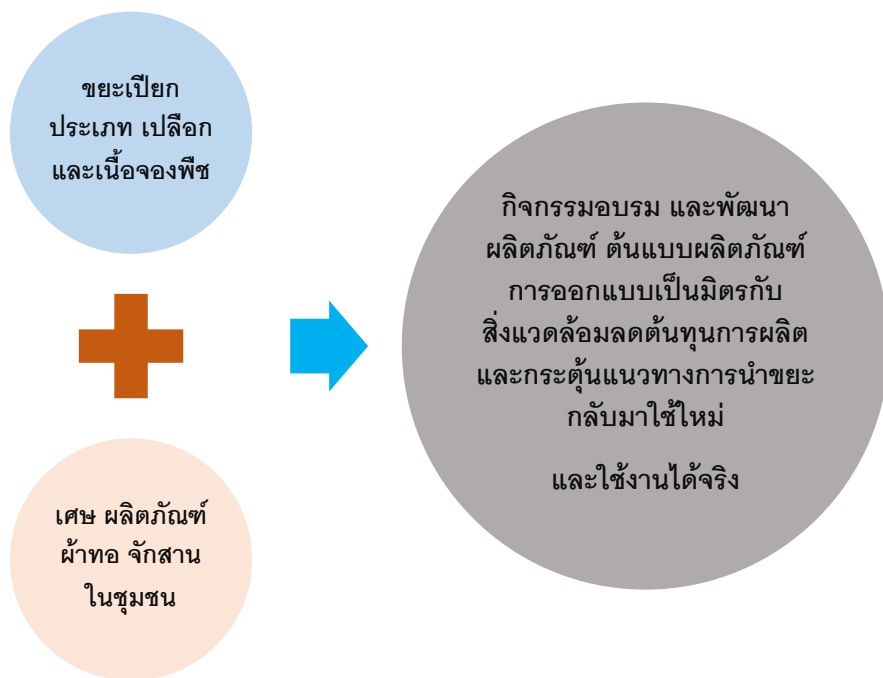 ขยะเปียก
ประเภท เปลือก
และเนื้อจองพืช
เศษ ผลิตภัณฑ์
ผ้าทอ จักสาน
ในชุมชน
กิจกรรมอบรม และพัฒนา
ผลิตภัณฑ์ ต้นแบบผลิตภัณฑ์
การออกแบบเป็นมิตรกับ
สิ่งแวดล้อมลดต้นทุนการผลิต
และกระตุ้นแนวทางการนำขยะ
กลับมาใช้ใหม่
และใช้งานได้จริง